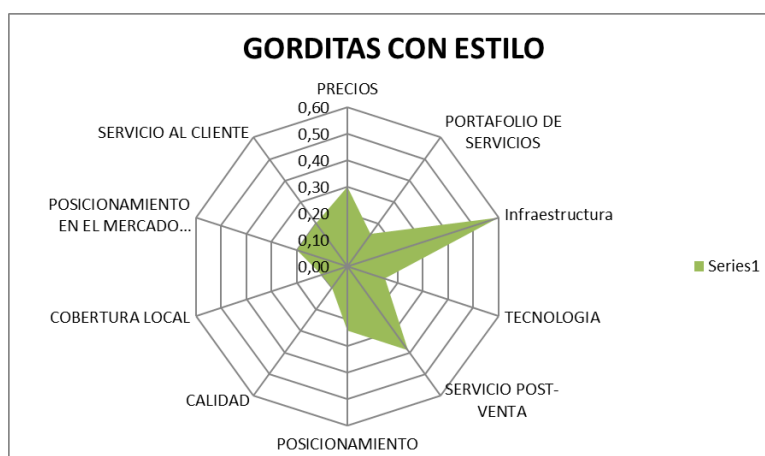 GORDITAS CON ESTILO
PRECIOS
0,60
0,50
0,40
0,30
0,20
0,10
0,00
PORTAFOLIO DE
SERVICIOS
Infraestructura
TECNOLOGIA
SERVICIO POST-
VENTA
POSICIONAMIENTO
CALIDAD
COBERTURA LOCAL
POSICIONAMIENTO
EN EL MERCADO...
SERVICIO AL CLIENTE
Series1